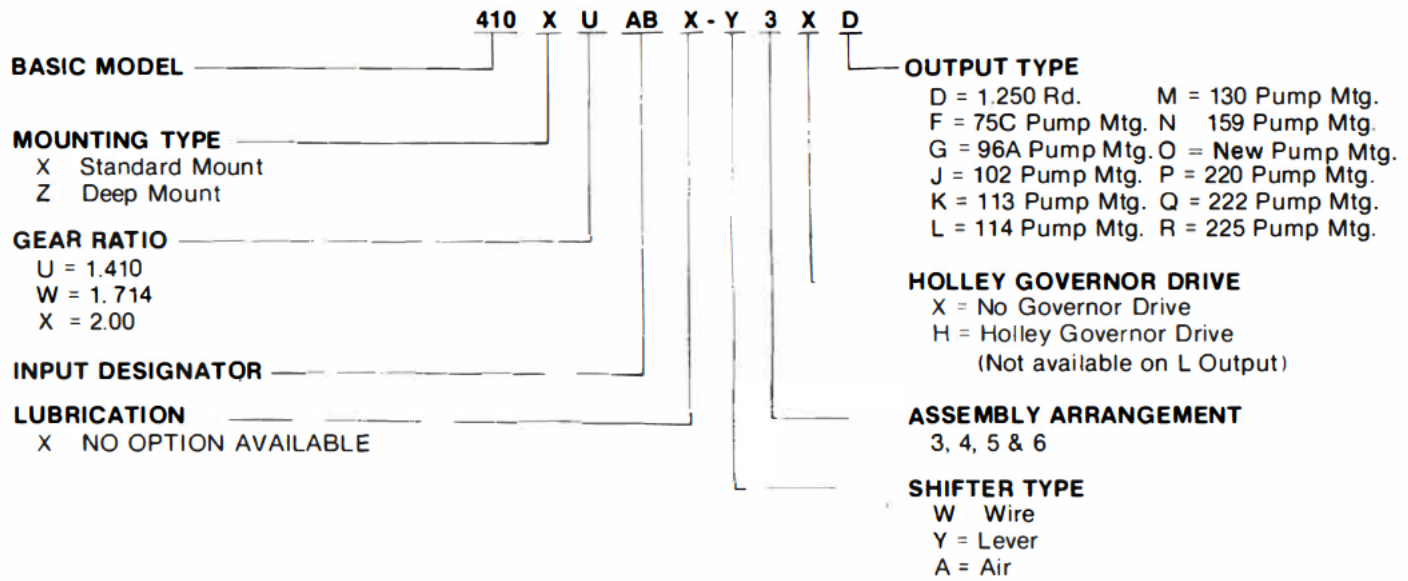 410 X U AB X - Y 3 X D
BASIC MODEL
MOUNTING TYPE
X Standard Mount
Z Deep Mount
GEAR RATIO
U = 1.410
W = 1.714
X = 2.00
INPUT DESIGNATOR
LUBRICATION
X NO OPTION AVAILABLE
OUTPUT TYPE
D = 1.250 Rd. M = 130 Pump Mtg.
F = 75C Pump Mtg. N 159 Pump Mtg.
G = 96A Pump Mtg. O = New Pump Mtg.
J = 102 Pump Mtg. P = 220 Pump Mtg.
K = 113 Pump Mtg. Q = 222 Pump Mtg.
L = 114 Pump Mtg. R = 225 Pump Mtg.
HOLLEY GOVERNOR DRIVE
X = No Governor Drive
H = Holley Governor Drive
(Not available on L Output)
ASSEMBLY ARRANGEMENT
3, 4, 5 & 6
SHIFTER TYPE
W Wire
Y = Lever
A = Air